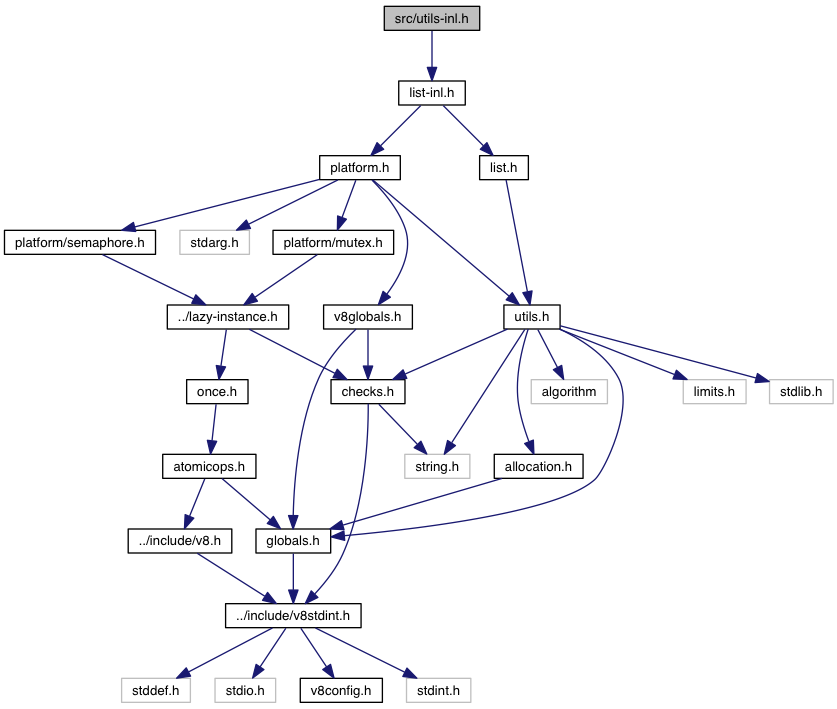 src/utils-inl.h
list-inl.h
platform.h
list.h
platform/semaphore.h
stdarg.h
platform/mutex.h
../lazy-instance.h
v8globals.h
utils.h
once.h
checks.h
algorithm
limits.h
stdlib.h
atomicops.h
string.h
allocation.h
../include/v8.h
globals.h
../include/v8stdint.h
stddef.h
stdio.h
v8config.h
stdint.h